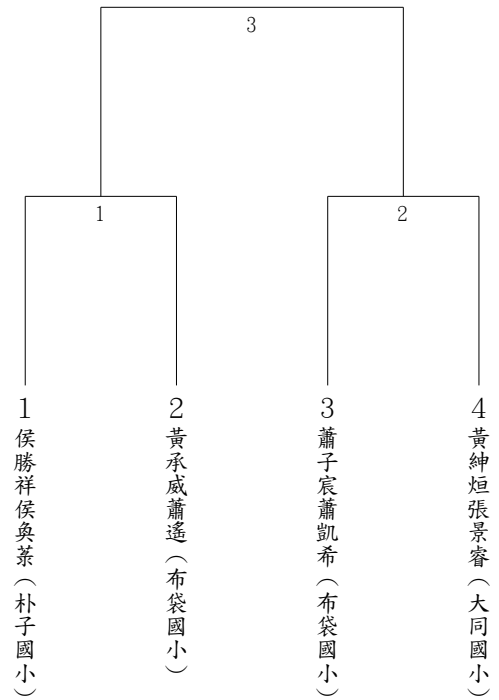 3
1
2
1 侯勝祥侯奐棻（朴子國小）
2 黃承威蕭遙（布袋國小）
3 蕭子宸蕭凱希（布袋國小）
4 黃紳烜張景睿（大同國小）